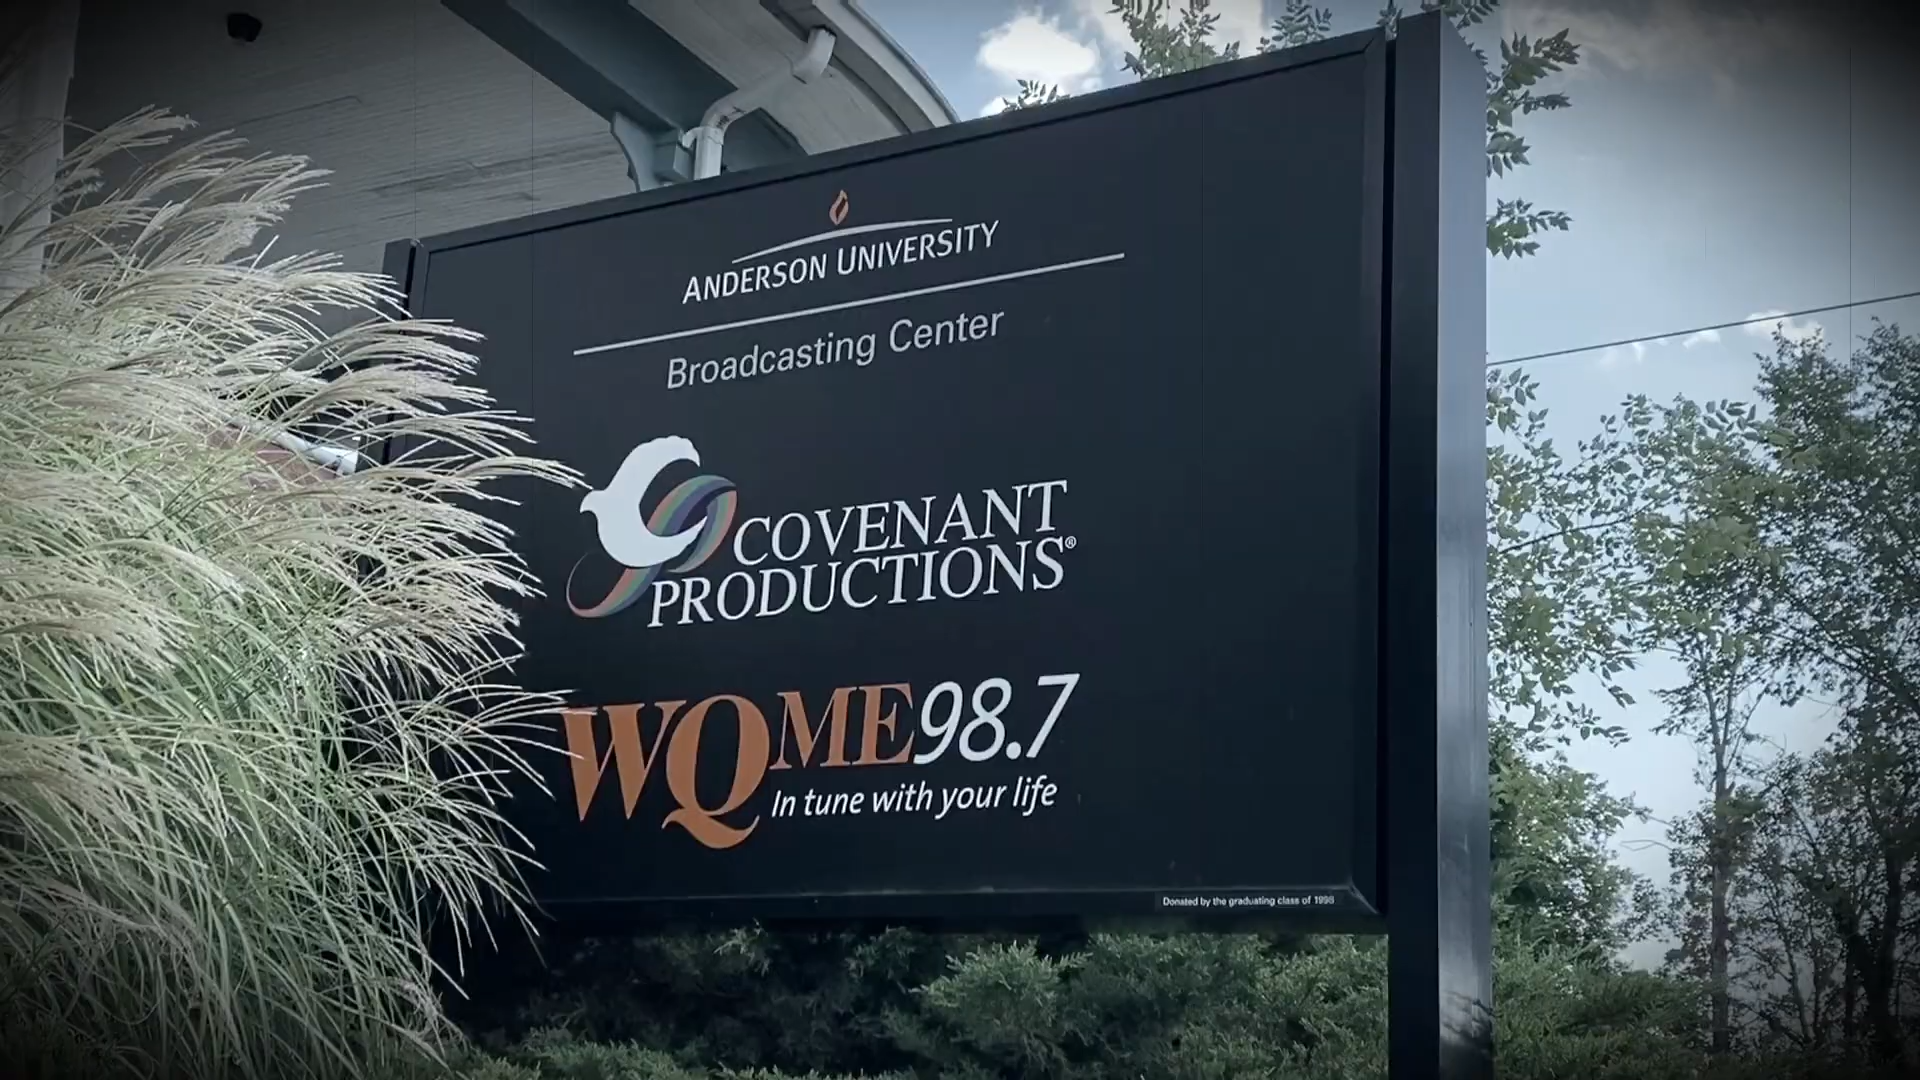 ANDERSON UNIVERSITY
Broadcasting Center
COVENANT
PRODUCTIONS®
WQME98.7
In tune with your life
Donated by the graduating class of 1998